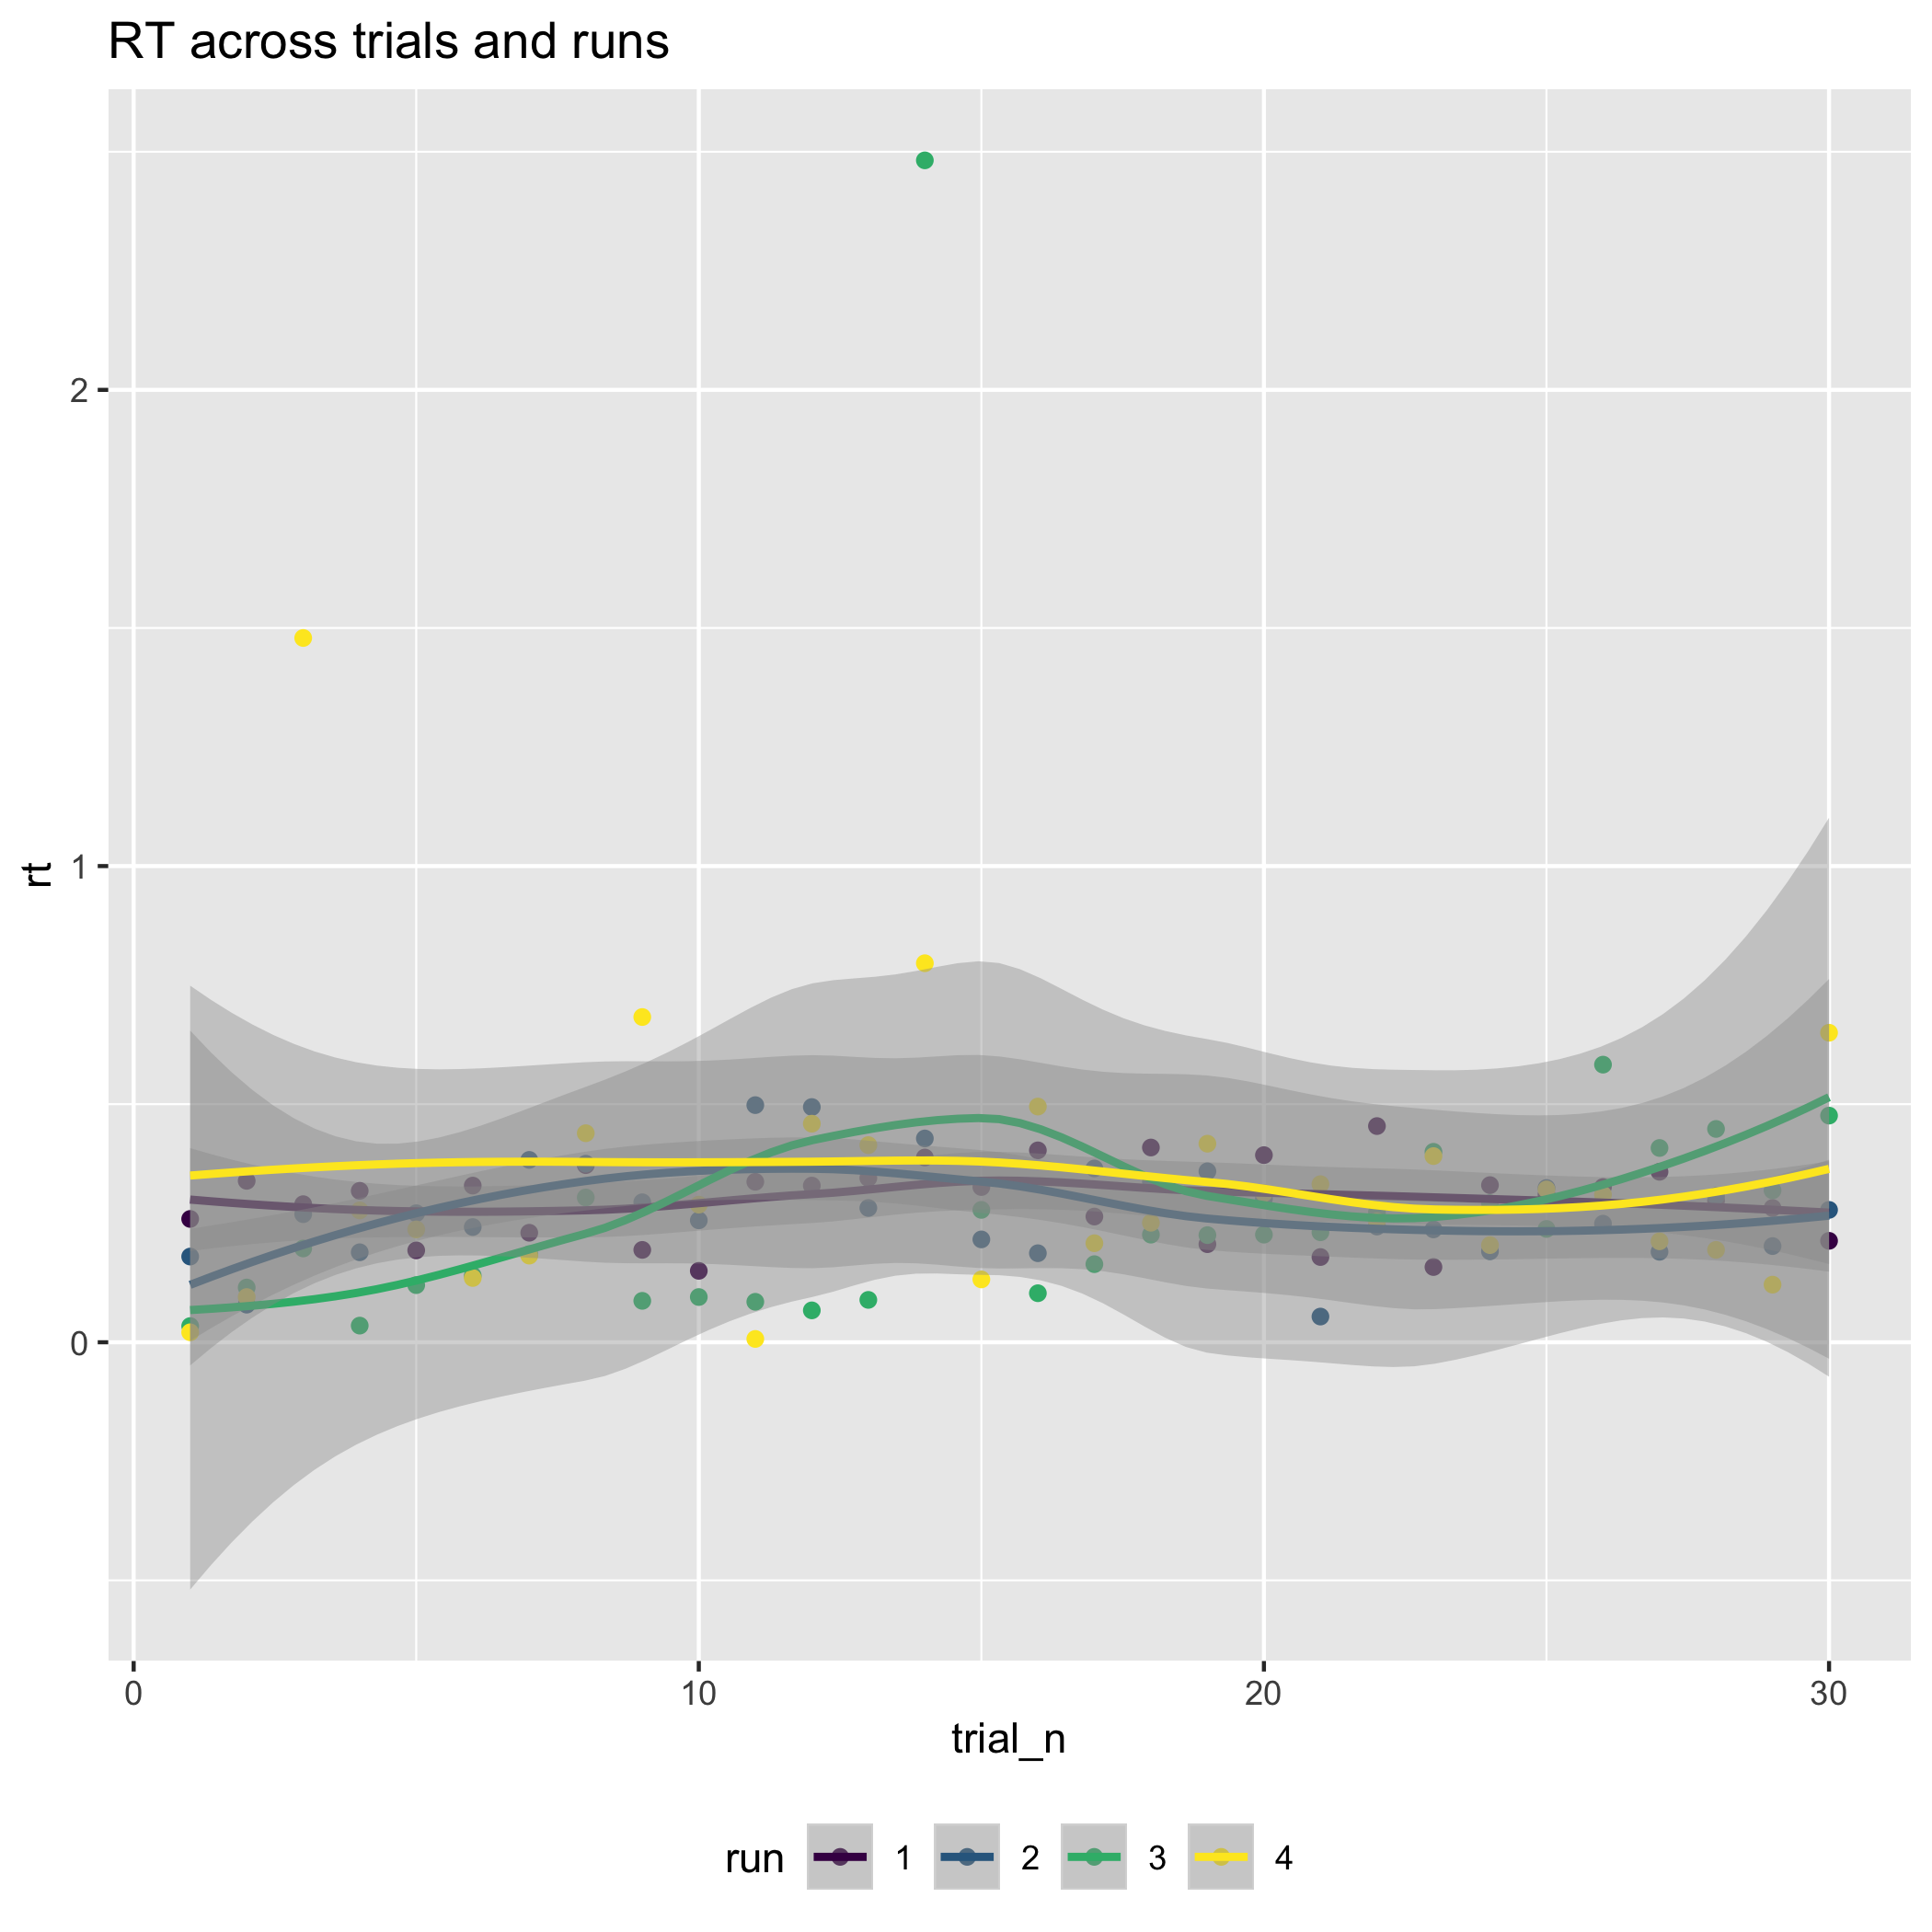 RT across trials and runs
rt
2
1
0
0 10 20 30
trial_n
run 1 2 3 4